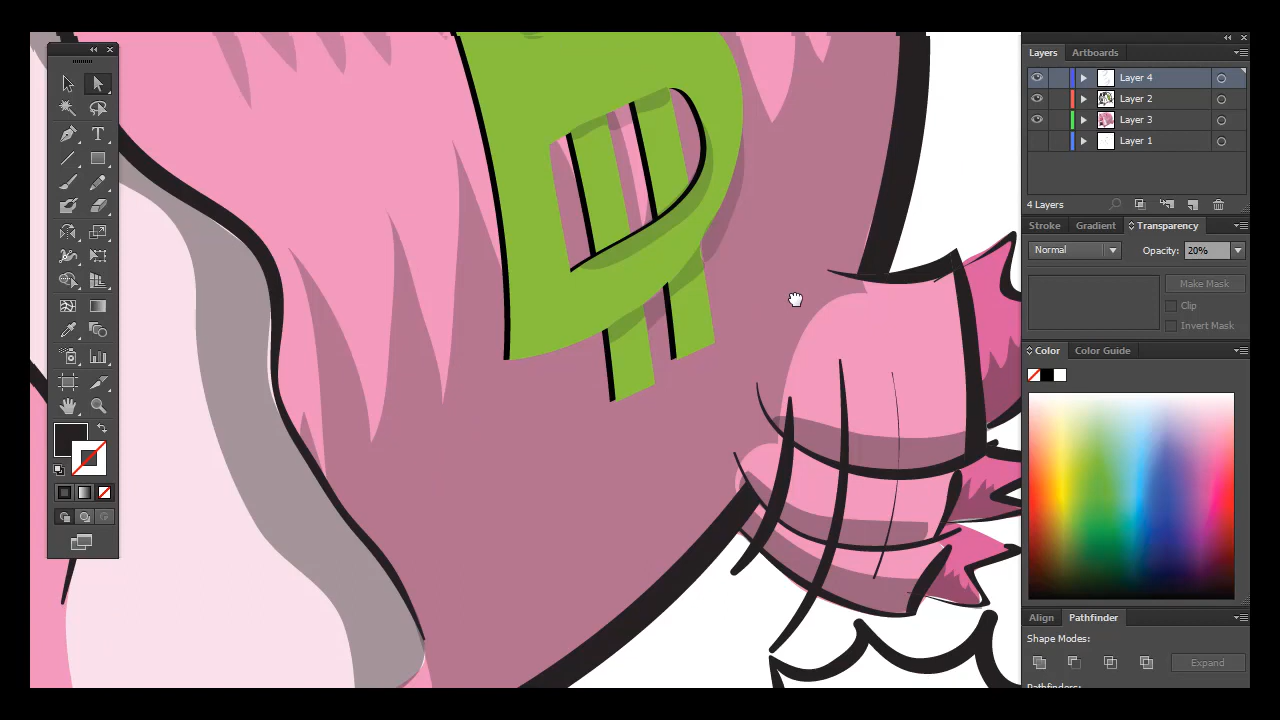 Layers Artboards
Layer 4
Layer 2
Layer 3
Layer 1
4 Layers
Stroke Gradient Transparency
Normal Opacity: 20%
Make Mask
Clip
Invert Mask
Color Color Guide
Align Pathfinder
Shape Modes:
Expand